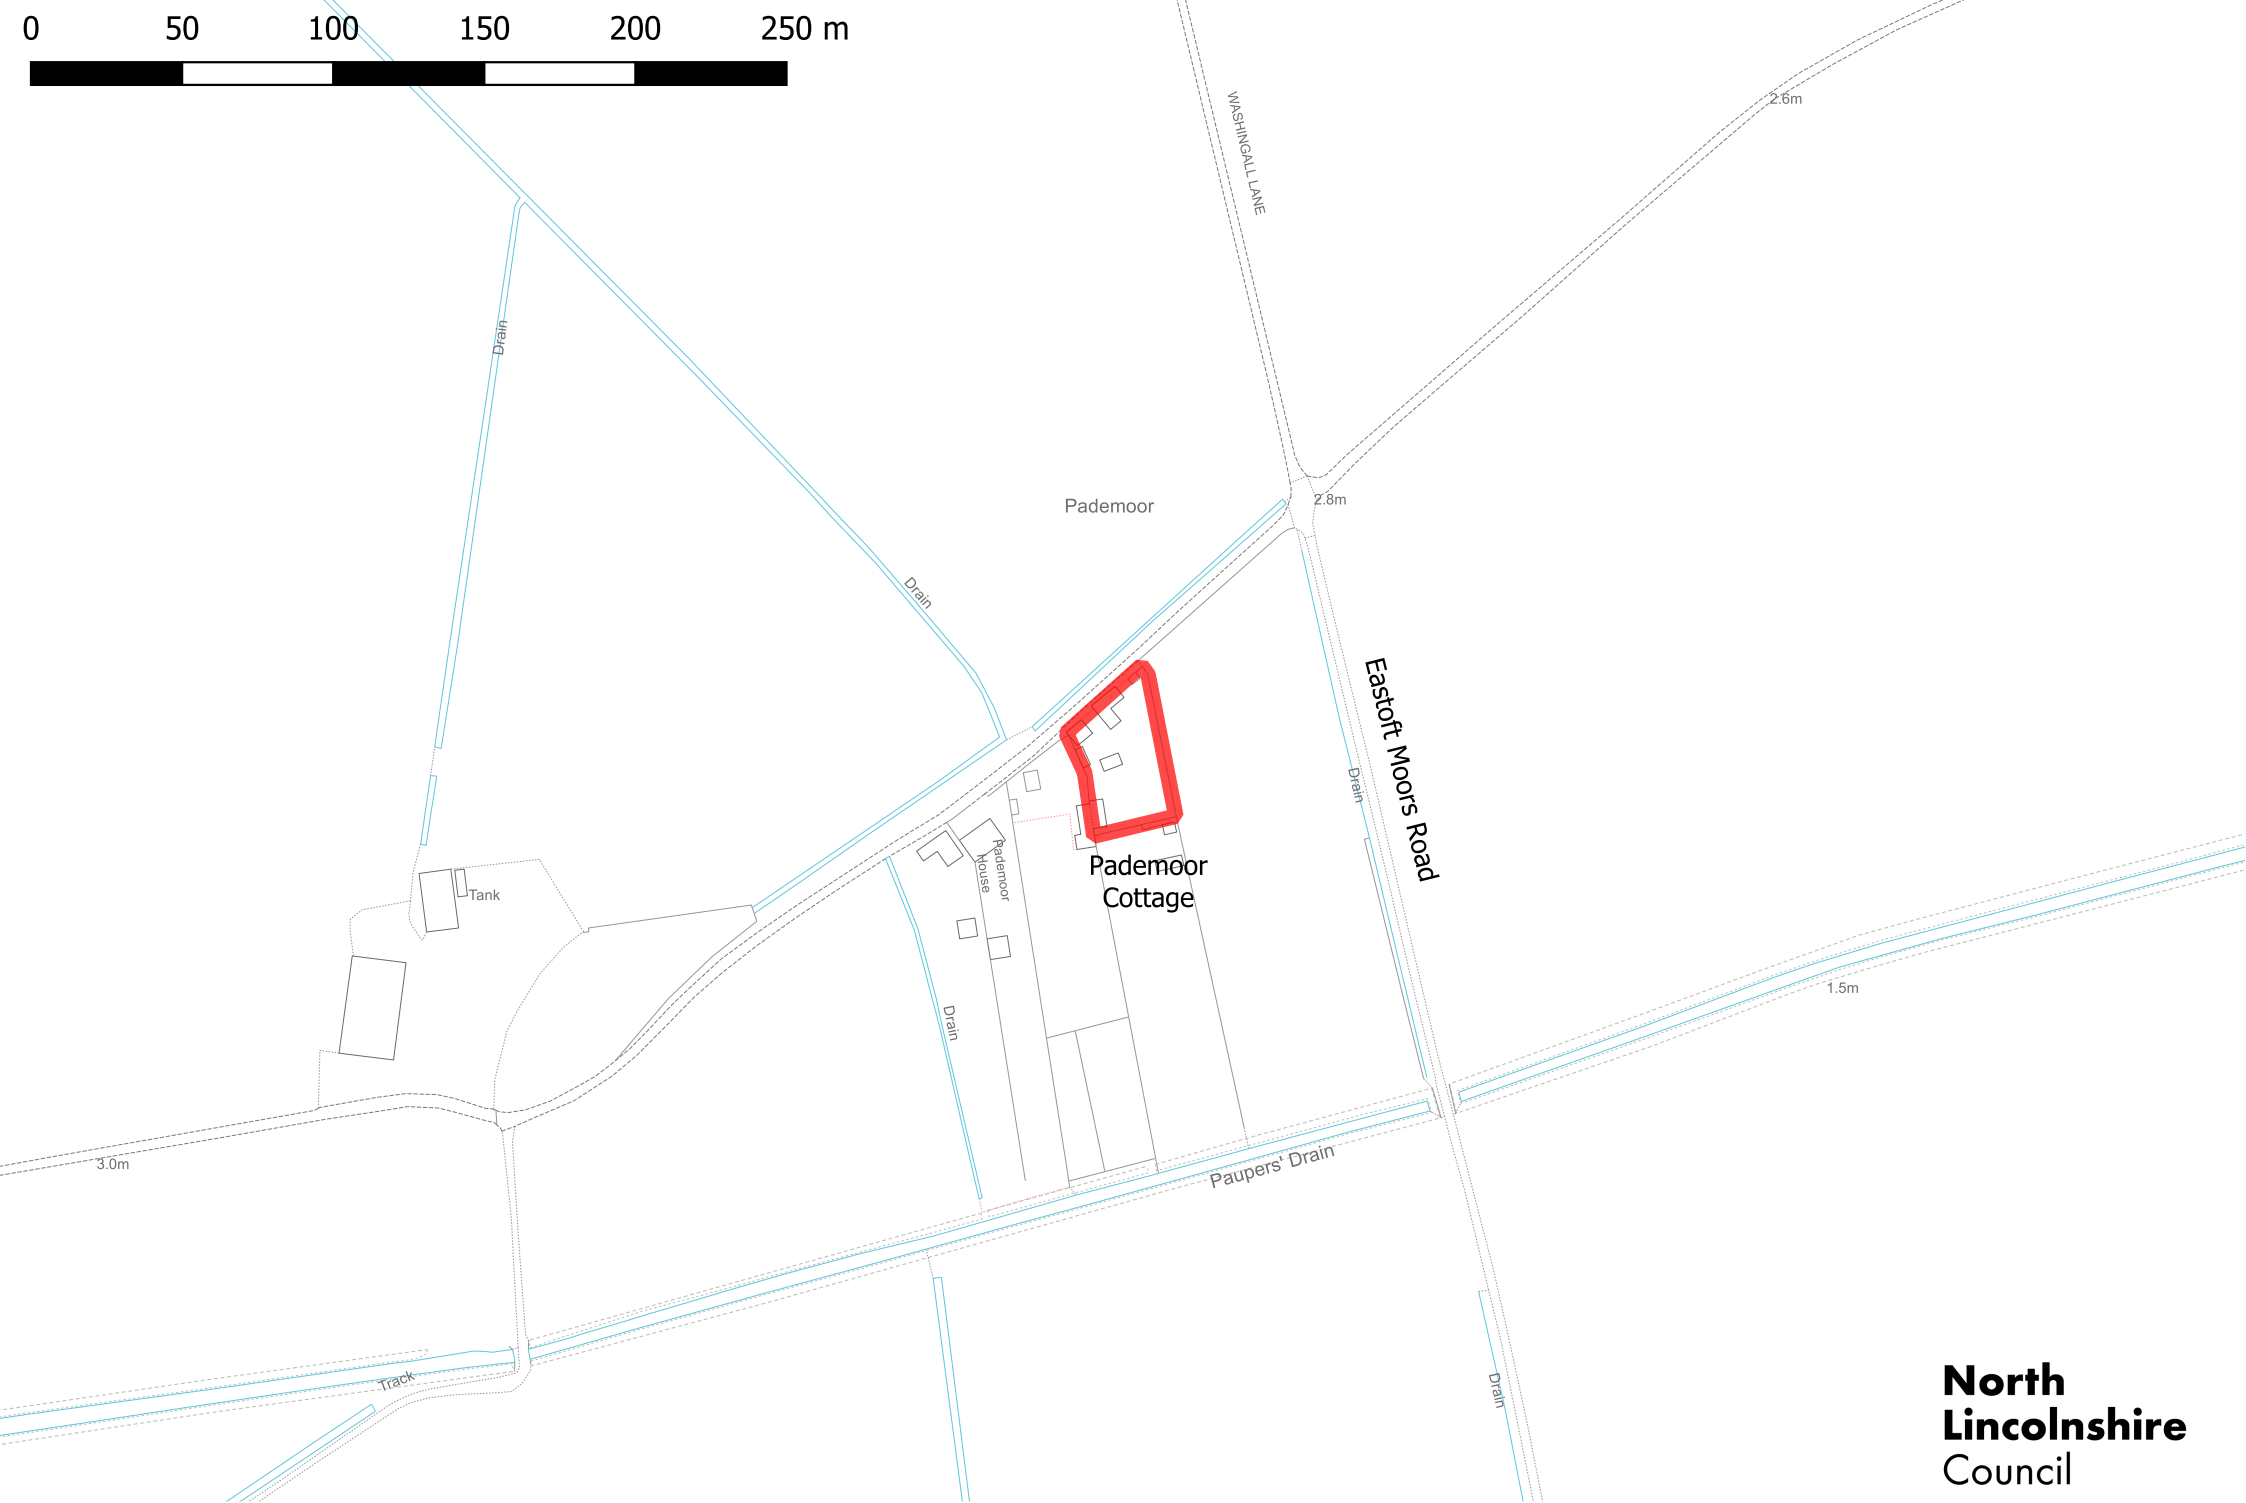 0 50 100 150 200 250 m
WASHINGALL LANE
2.6m
Drain
Pademoor
2.8m
Drain
Eastoft Moors Road
Drain
Pademoor
House
Pademoor
Cottage
Tank
1.5m
Drain
3.0m
Paupers' Drain
Track
Drain
North
Lincolnshire
Council